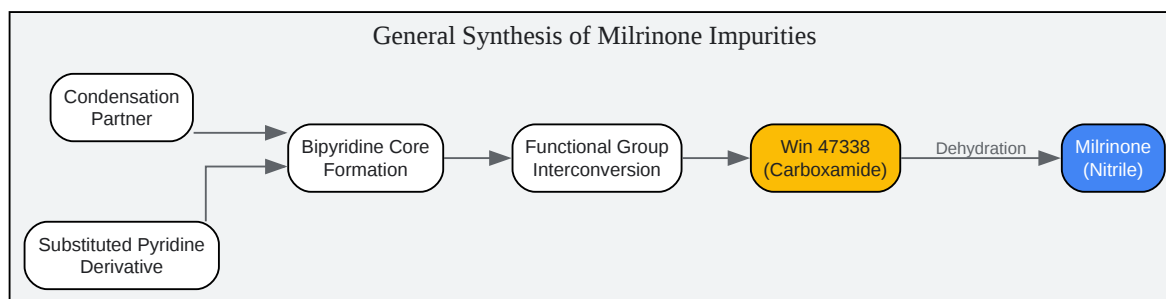 General Synthesis of Milrinone Impurities
Condensation
Partner
Substituted Pyridine
Derivative
Bipyridine Core
Formation
Functional Group
Interconversion
Win 47338
(Carboxamide)
Dehydration
Milrinone
(Nitrile)